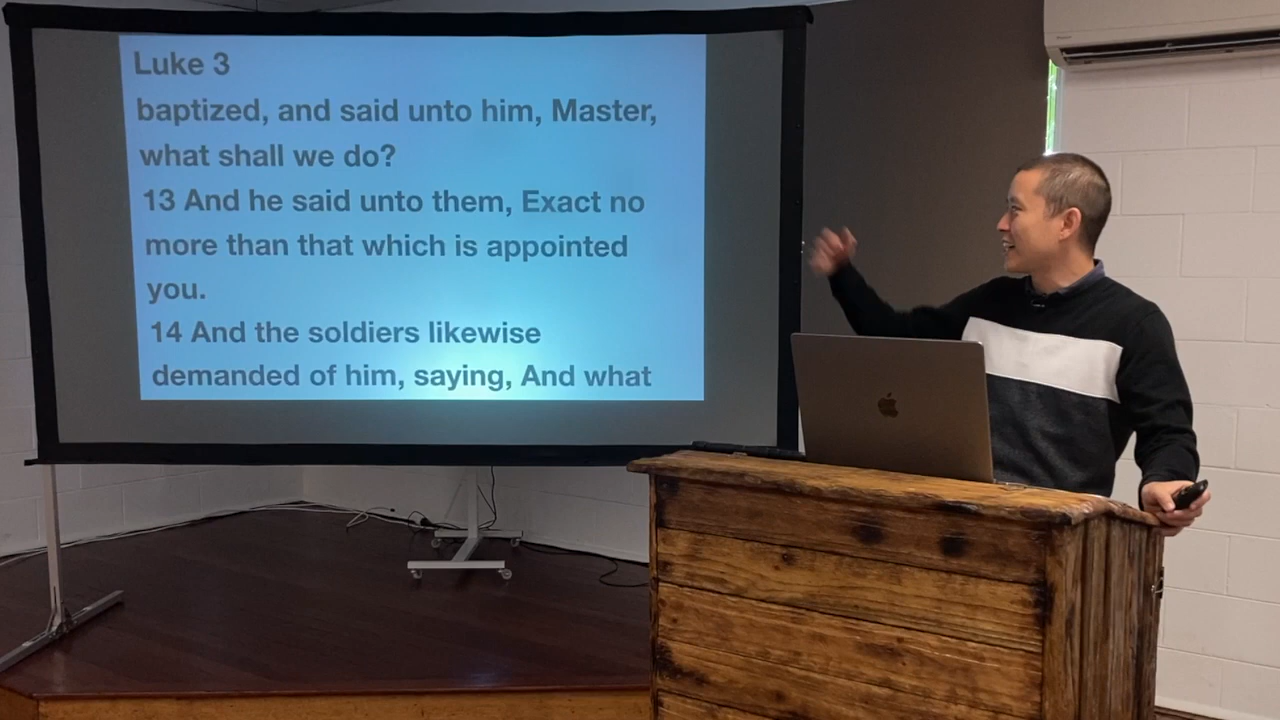 Luke 3
baptized, and said unto him, Master,
what shall we do?
13 And he said unto them, Exact no
more than that which is appointed
you.
14 And the soldiers likewise
demanded of him, saying, And what